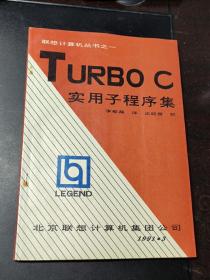 联想计算机丛书之一
TURBO C
实用子程序集
LEGEND
北京联想计算机集团公司
1991·3